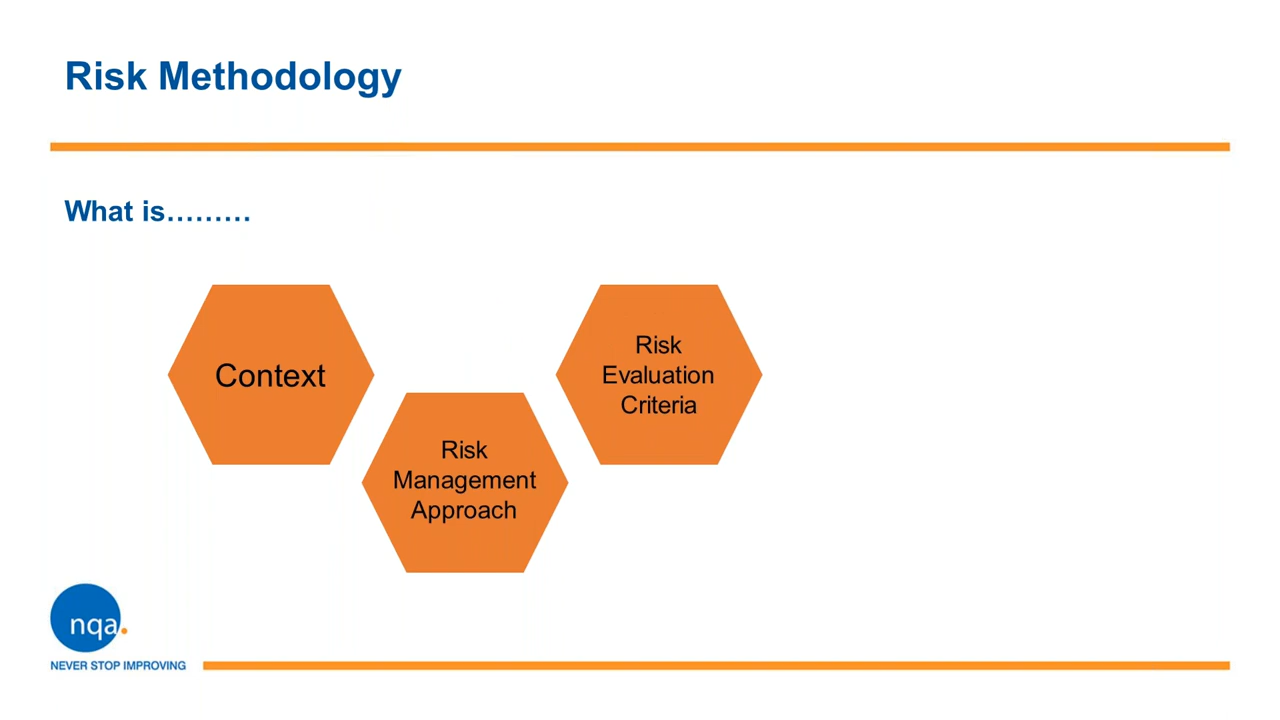 Risk Methodology
What is………
Context
Risk
Management
Approach
Risk
Evaluation
Criteria
nqa.
NEVER STOP IMPROVING